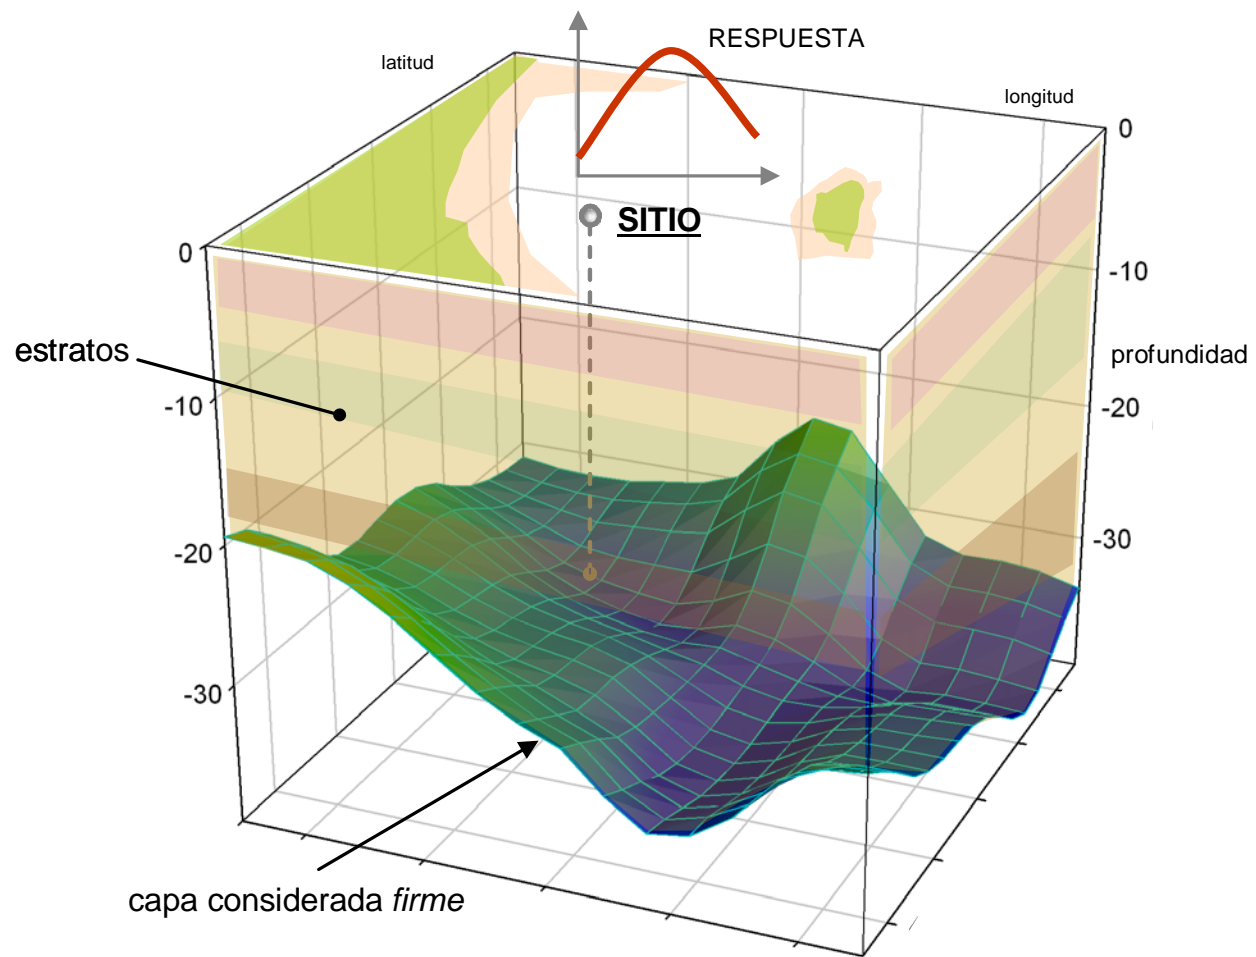 RESPUESTA
latitud
longitud
0
SITIO
0
-10
estratos
profundidad
-10
-20
-20
-30
-30
capa considerada firme